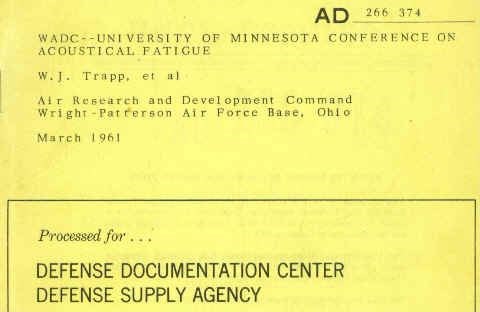 AD 266 374
WADC--UNIVERSITY OF MINNESOTA CONFERENCE ON
ACOUSTICAL FATIGUE
W.J. Trapp, et al
Air Research and Development Command
Wright-Patterson Air Force Base, Ohio
March 1961
Processed for . . .
DEFENSE DOCUMENTATION CENTER
DEFENSE SUPPLY AGENCY